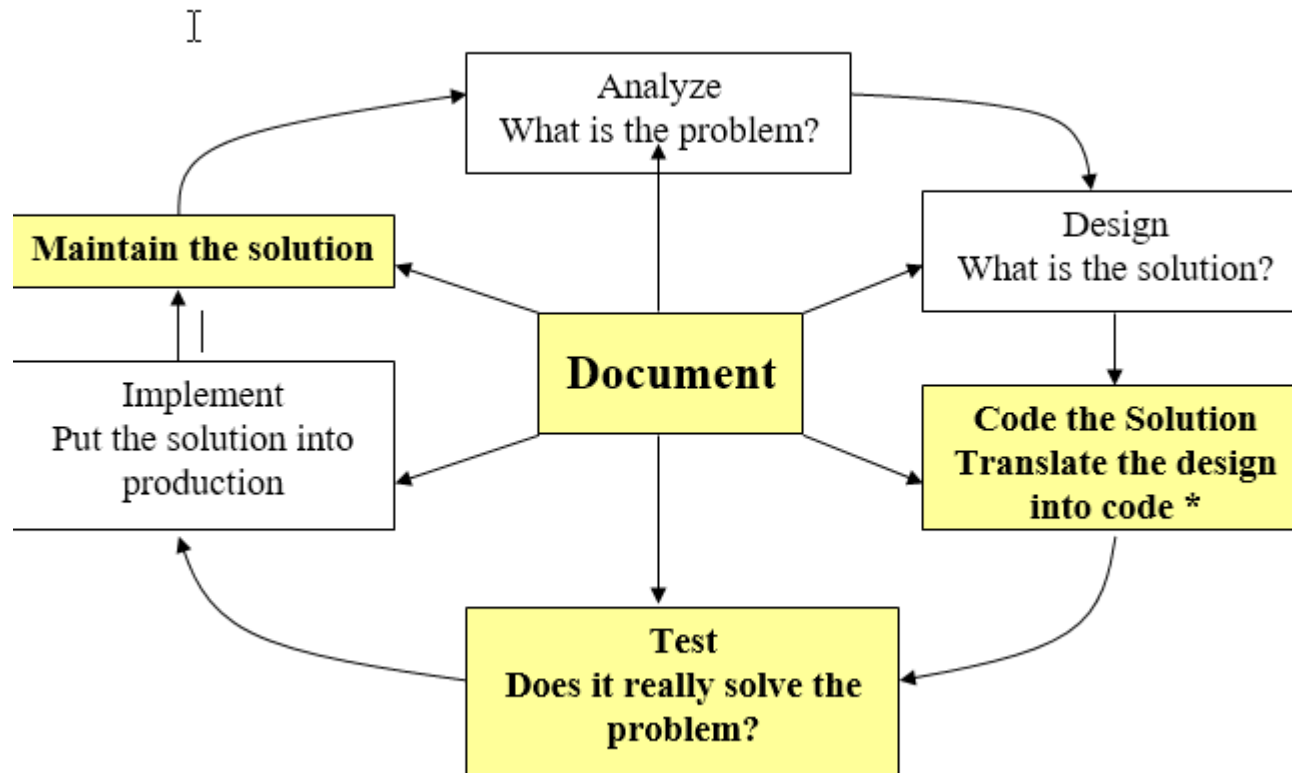 Analyze
What is the problem?
Design
What is the solution?
Maintain the solution
Document
Implement
Put the solution into
production
Code the Solution
Translate the design
into code *
Test
Does it really solve the
problem?